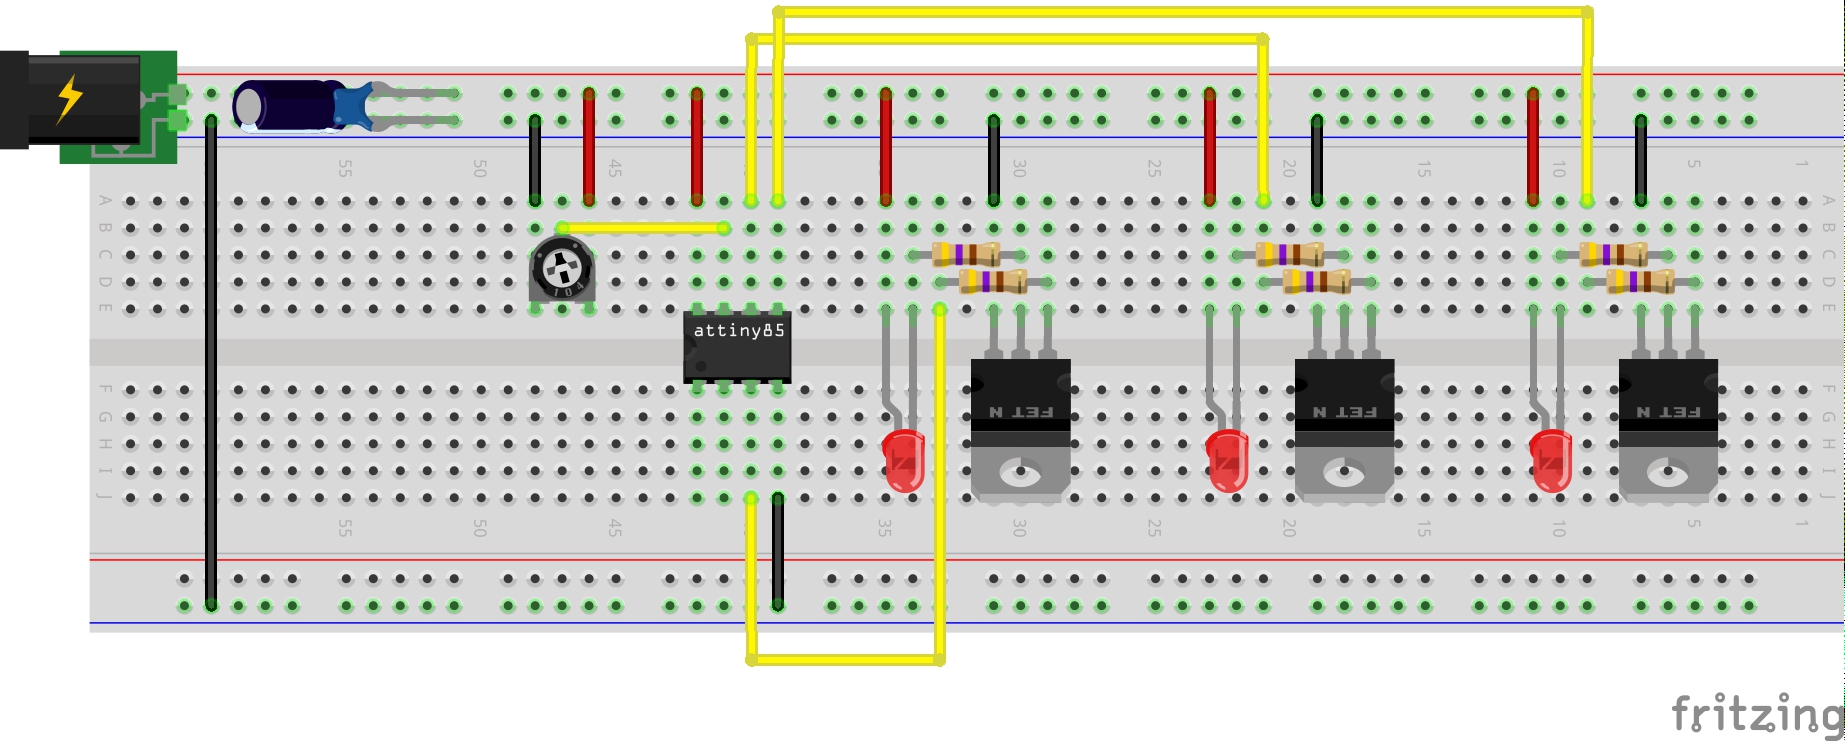 55 50 45 30 25 20 15 10 5 1
A A
B B
C C
D D
E E
104
attiny85
F F
G G
H H
I I
J J
FET N FET N FET N
55 50 45 35 30 25 20 15 10 5 1
fritzing